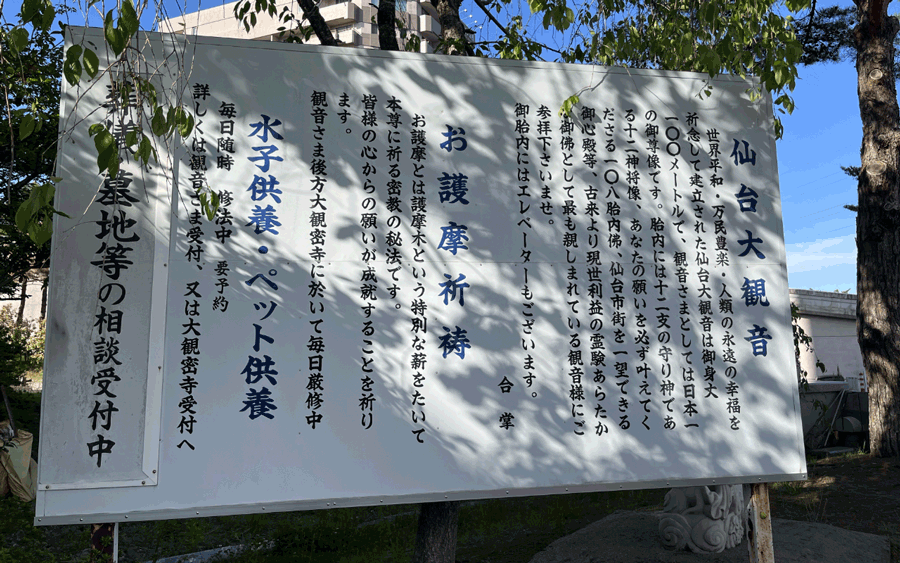 仙台大観音
世界平和・万民豊楽・人類の永遠の幸福を
祈念して建立された仙台大観音は御身丈
一〇〇メートルで、観音さまとしては日本一
の御尊像です。胎内には十二支の守り神であ
る十二神将像、あなたの願いを必ず叶えてく
ださる一〇八胎内佛、仙台市街を一望できる
御心殿等、古来より現世利益の霊験あらたか
御佛として最も親しまれている観音様にご
参拝下さいませ。
御胎内にはエレベーターもございます。
合掌
お護摩祈祷
お護摩とは護摩木という特別な薪をたいて
本尊に祈る密教の秘法です。
皆様の心からの願いが成就することを祈り
ます。
観音さま後方大観密寺に於いて毎日厳修中
水子供養・ペット供養
毎日随時 修法中 要予約
詳しくは観音さま受付、又は大観密寺受付へ
墓地等の相談受付中